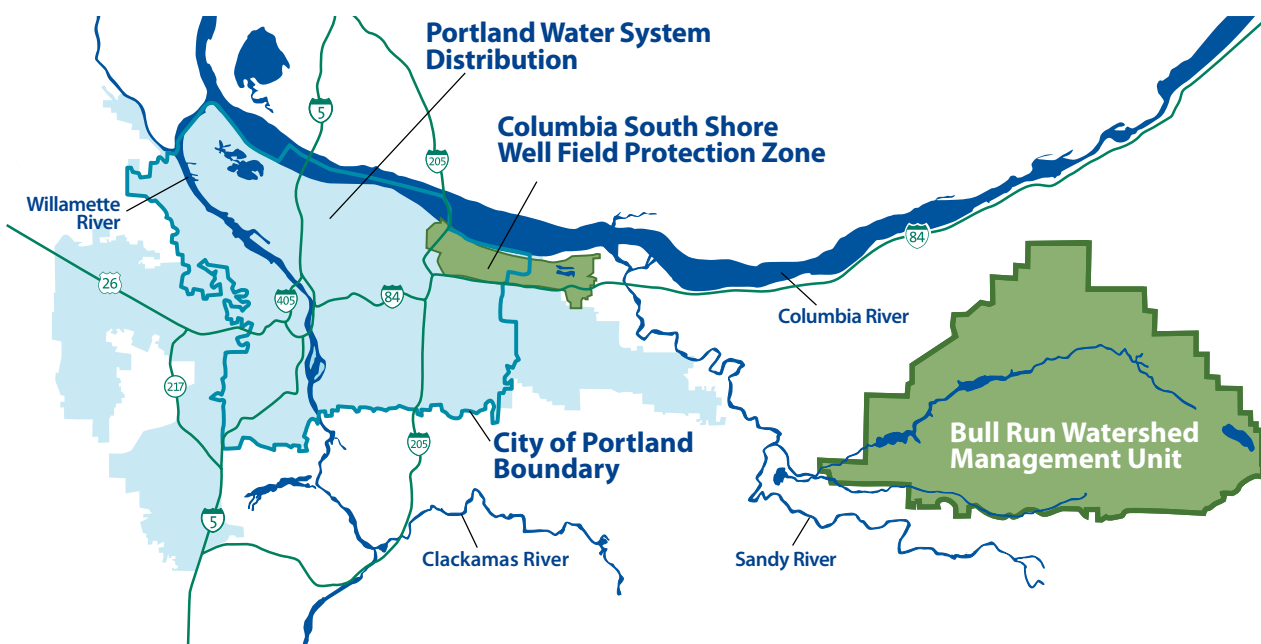 Portland Water System
Distribution
5
Columbia South Shore
Well Field Protection Zone
205
Willamette
River
84
26
405
84
Columbia River
217
City of Portland
Boundary
205
Bull Run Watershed
Management Unit
5
Clackamas River
Sandy River